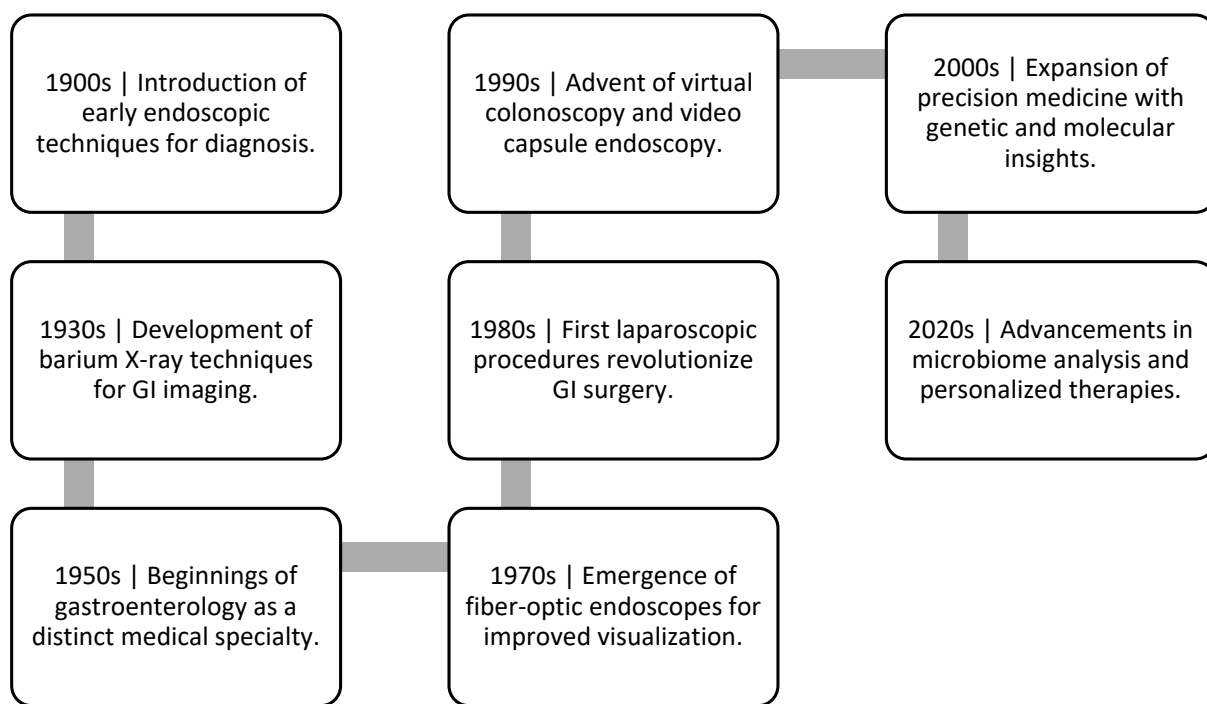 1900s | Introduction of
early endoscopic
techniques for diagnosis.
1930s | Development of
barium X-ray techniques
for GI imaging.
1950s | Beginnings of
gastroenterology as a
distinct medical specialty.
1970s | Emergence of
fiber-optic endoscopes for
improved visualization.
1980s | First laparoscopic
procedures revolutionize
GI surgery.
1990s | Advent of virtual
colonoscopy and video
capsule endoscopy.
2000s | Expansion of
precision medicine with
genetic and molecular
insights.
2020s | Advancements in
microbiome analysis and
personalized therapies.